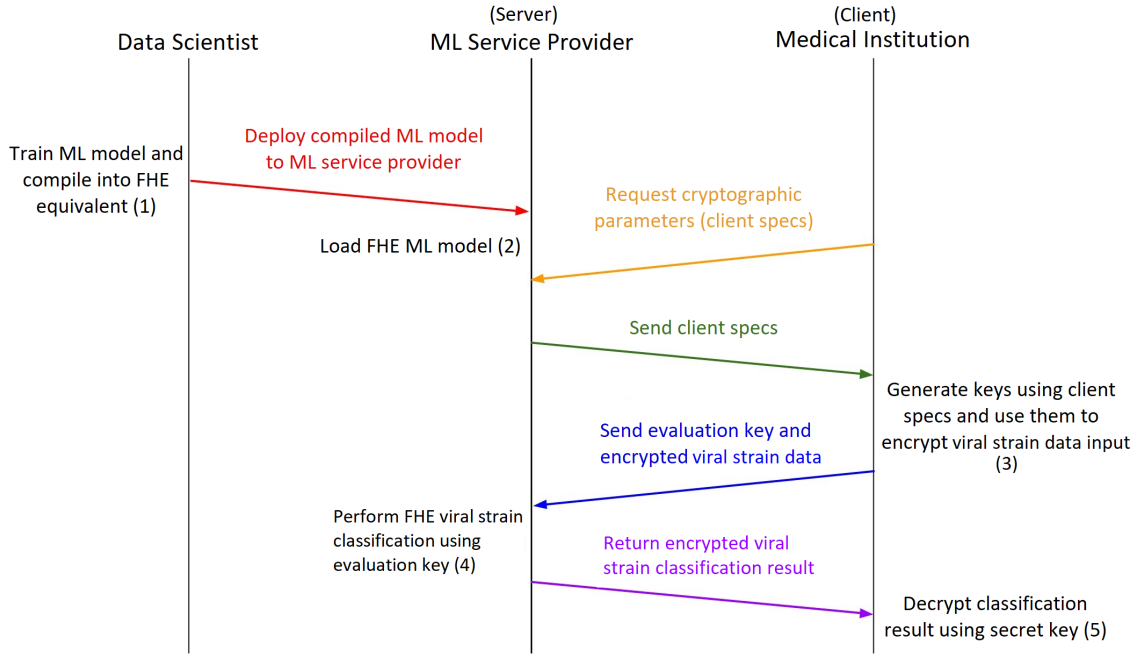 (Server)
(Client)
Data Scientist
ML Service Provider
Medical Institution
Deploy compiled ML model
to ML service provider
Train ML model and
compile into FHE
equivalent (1)
Request cryptographic
parameters (client specs)
Load FHE ML model (2)
Send client specs
Generate keys using client
specs and use them to
encrypt viral strain data input
(3)
Send evaluation key and
encrypted viral strain data
Perform FHE viral strain
classification using
evaluation key (4)
Return encrypted viral
strain classification result
Decrypt classification
result using secret key (5)